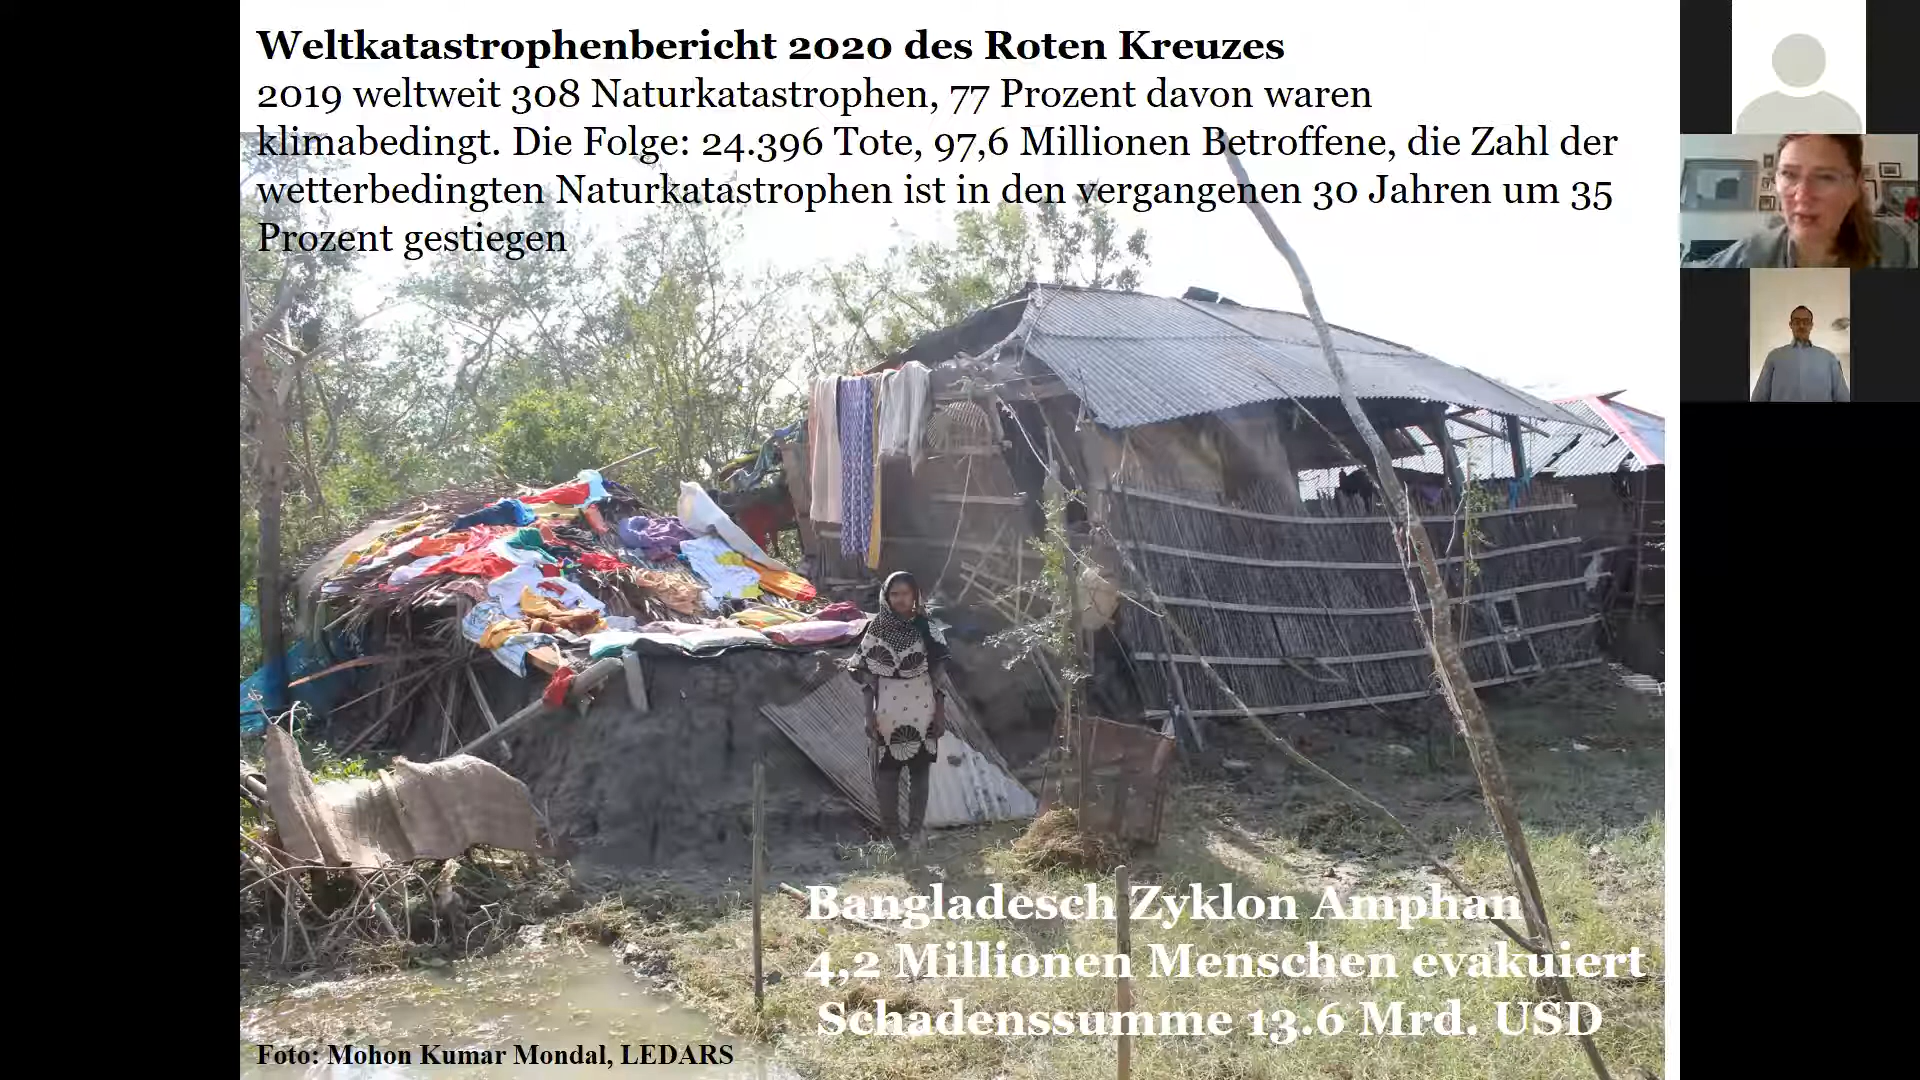 Weltkatastrophenbericht 2020 des Roten Kreuzes
2019 weltweit 308 Naturkatastrophen, 77 Prozent davon waren
klimabedingt. Die Folge: 24.396 Tote, 97,6 Millionen Betroffene, die Zahl der
wetterbedingten Naturkatastrophen ist in den vergangenen 30 Jahren um 35
Prozent gestiegen
Bangladesch Zyklon Amphan
4,2 Millionen Menschen evakuiert
Schadenssumme 13.6 Mrd. USD
Foto: Mohon Kumar Mondal, LEDARS